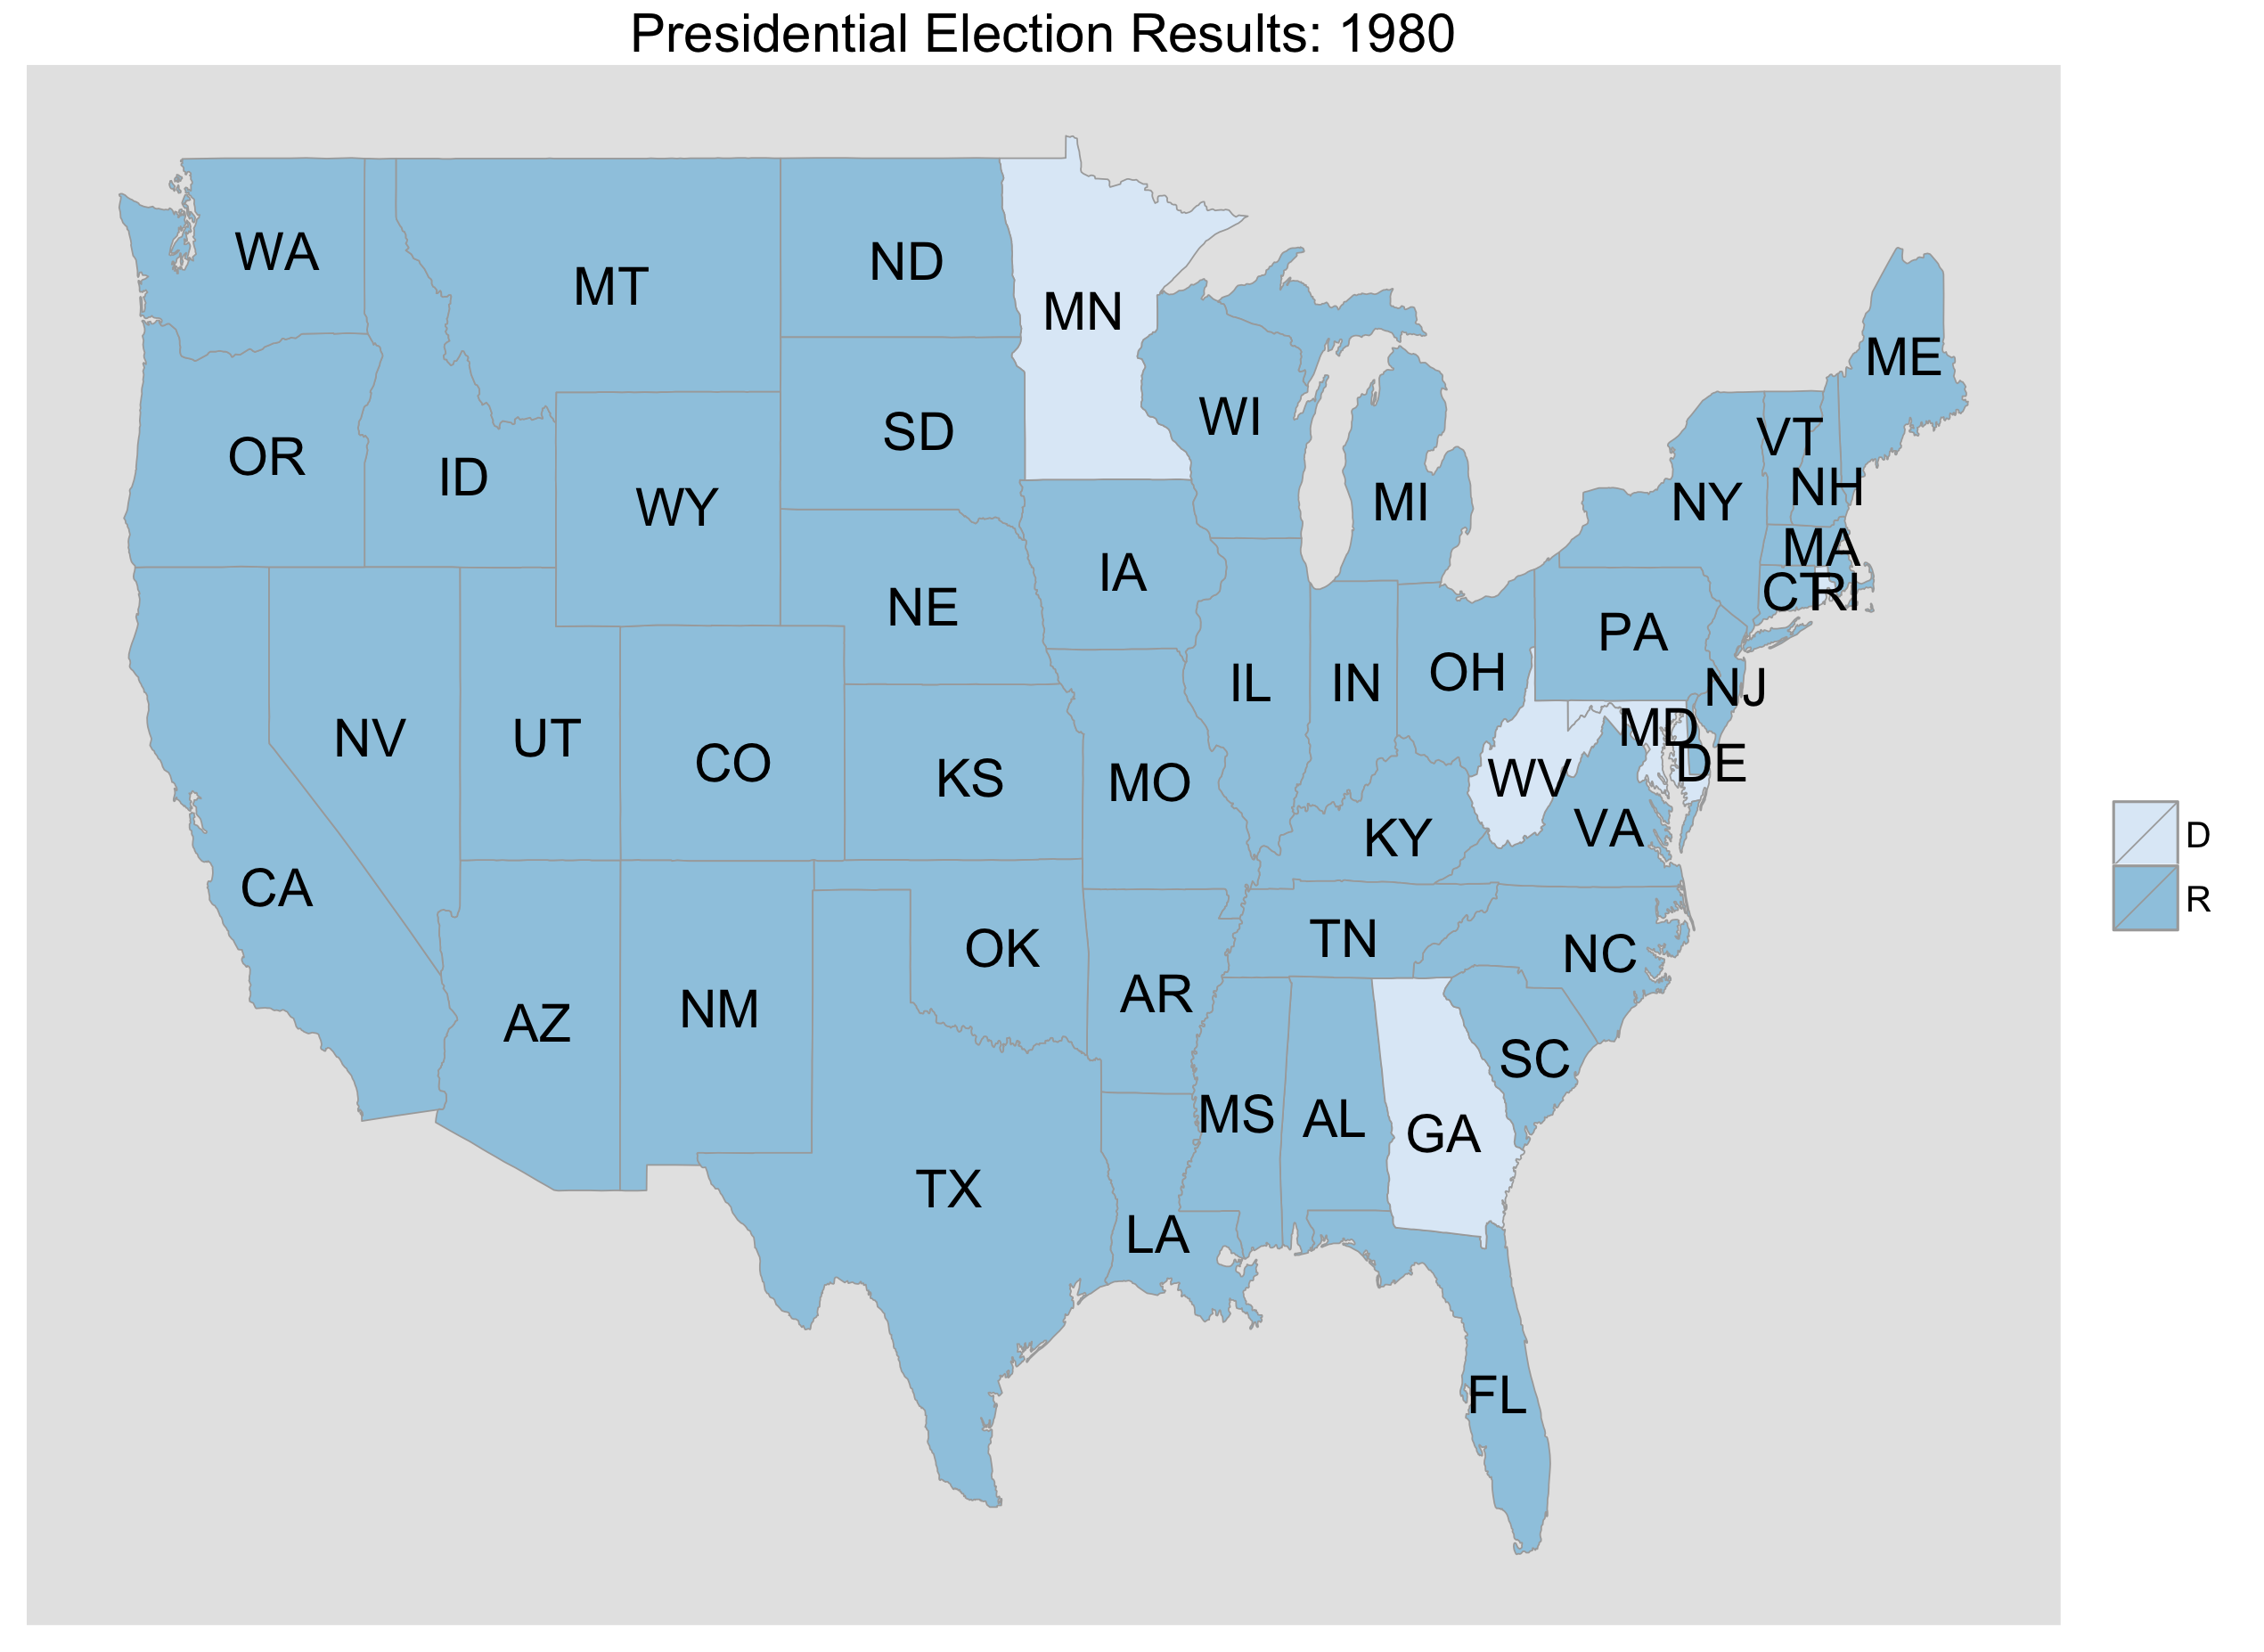 Presidential Election Results: 1980
WA
MT
ND
MN
ME
OR
ID
WY
SD
WI
MI
NY
VT
NH
MA
CT
RI
IA
NE
PA
NJ
IL
IN
OH
MD
DE
WV
VA
NV
UT
CO
KS
MO
KY
CA
OK
TN
NC
AZ
NM
AR
SC
MS
AL
GA
TX
LA
FL
D
R